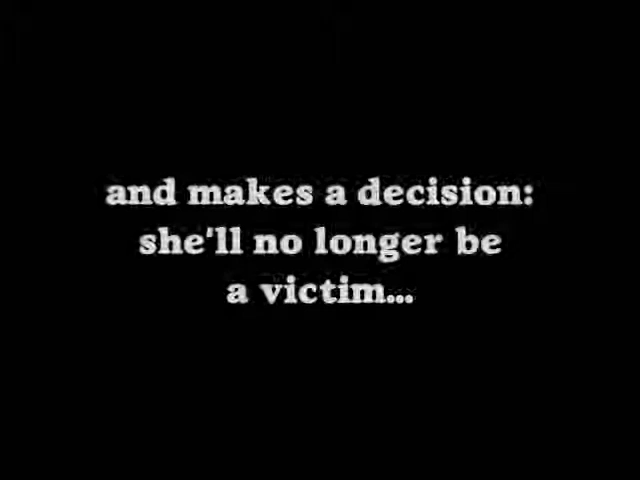 and makes a decision:
she'll no longer be
a victim...